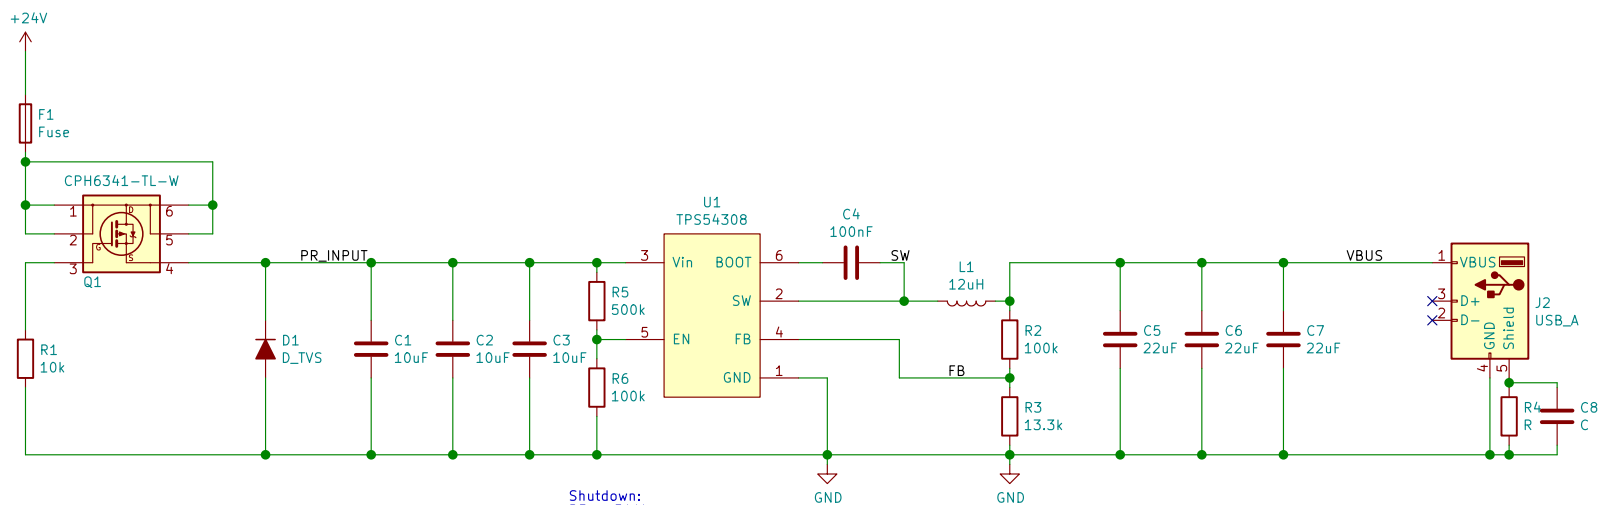 +24V
F1
Fuse
CPH6341-TL-W
1
2
3
6
5
4
D
G
S
Q1
R1
10k
PR_INPUT
D1
D_TVS
C1
10uF
C2
10uF
C3
10uF
R5
500k
R6
100k
U1
TPS54308
3
Vin
5
EN
BOOT
6
SW
2
FB
4
GND
1
C4
100nF
SW
L1
12uH
FB
R2
100k
R3
13.3k
GND
GND
C5
22uF
C6
22uF
C7
22uF
VBUS
1
VBUS
3
D+
2
D-
GND
Shield
4
5
J2
USB_A
R4
R
C8
C
Shutdown: